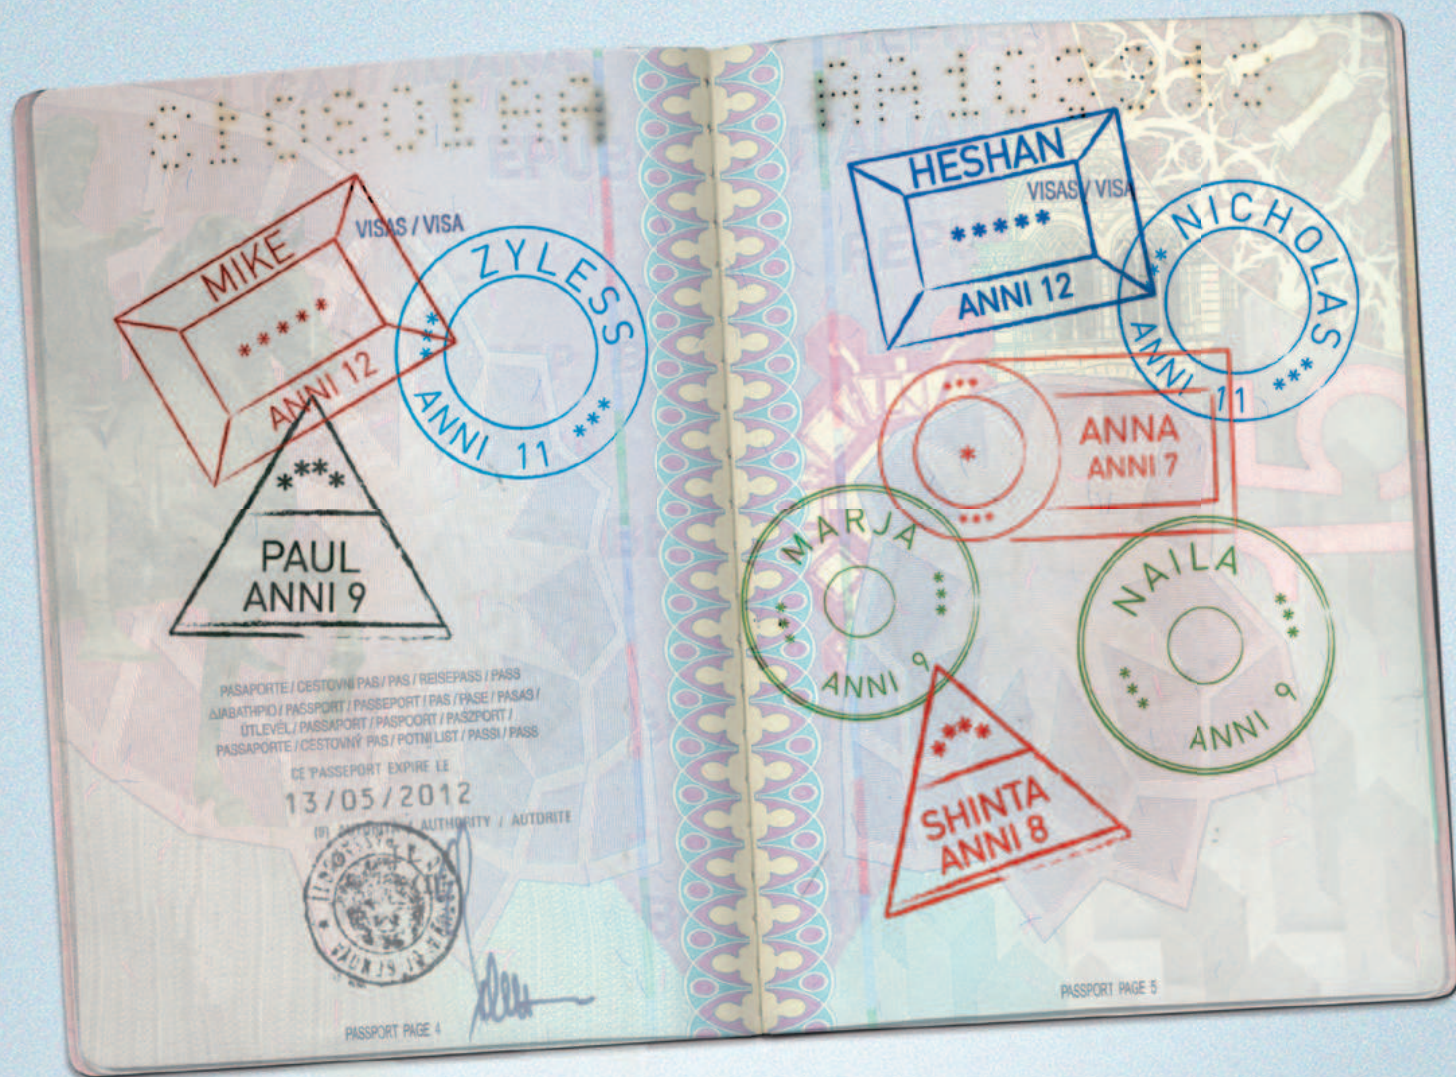 AA103916
VISAS / VISA
MIKE
*****
ANNI 12
ZYLESS
***
ANNI 11 ***
****
PAUL
ANNI 9
PASAPORTE / CESTOVNI PAS / PAS / REISEPASS / PASS
ΔΙΑΒΑΤΗΡΙΟ / PASSPORT / PASSEPORT / PAS / PASE / PASAS /
ÚTLEVÉL / PASSAPORT / PASPOORT / PASZPORT /
PASSAPORTE / CESTOVNÝ PAS / POTNI LIST / PASSI / PASS
CE PASSEPORT EXPIRE LE
13/05/2012
AUTHORITY / AUTORITE
PASSPORT PAGE 4
HESHAN
VISAS / VISA
*****
ANNI 12
NICHOLAS
**
ANNI 11 ***
***
*
***
ANNA
ANNI 7
MARJA
***
***
ANNI 9
NAILA
***
***
ANNI 9
****
SHINTA
ANNI 8
PASSPORT PAGE 5